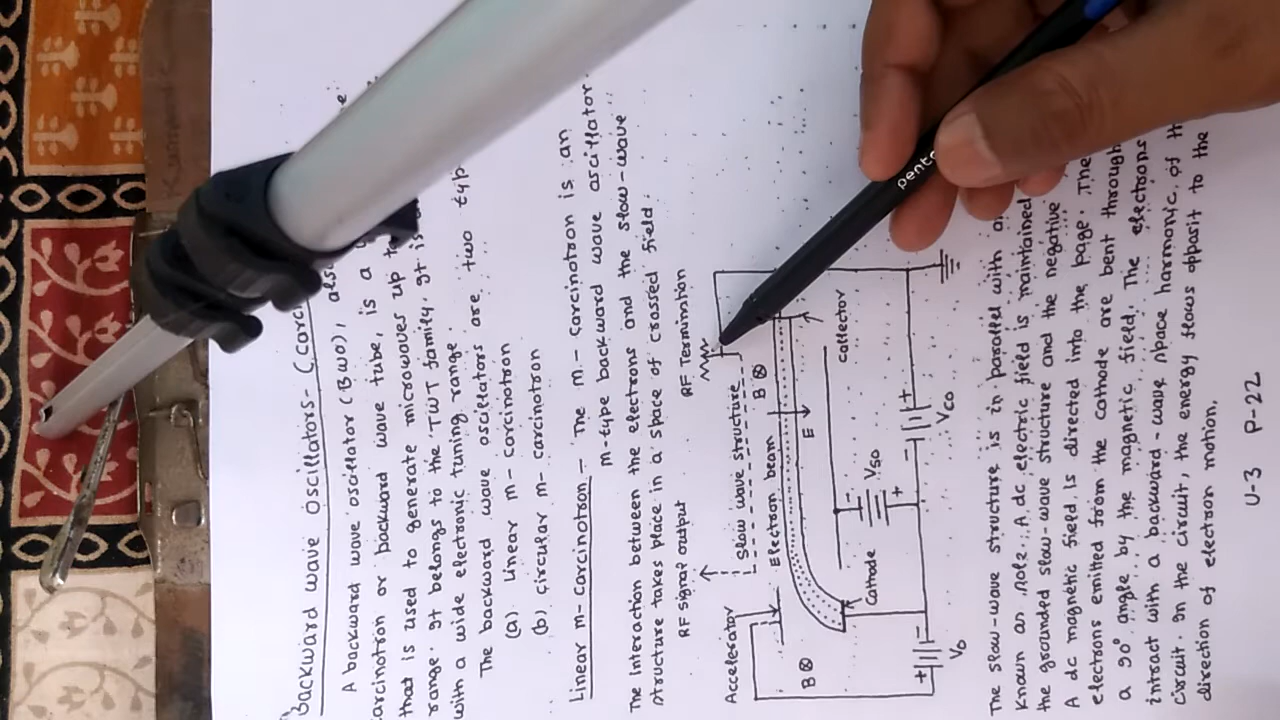 backward wave Oscillators- (Carci
A backward wave oscillator (BWO), also
carcinotron or backward wave tube, is a
that is used to generate microwaves up to
range. It belongs to the TWT family. It is
with a wide electronic tuning range.
The backward wave oscillators are two typ
(a) Linear m- carcinotron
(b) circular m- carcinotron
Linear m-carcinotron - The m- carcinotron is an
m-type backward wave oscillator.
The interaction between the electrons and the slow-wave
structure takes place in a space of crossed field.
RF signal output
RF Termination
Accelerator
slow wave structure
Electron beam
B⊗
B⊗
E
Cathode
Collector
Vso
Vo
Vco
The slow-wave structure is in parallel with
known as sole. A dc electric field is maintained
the grounded slow-wave structure and the negative
A dc magnetic field is directed into the page. The
electrons emitted from the cathode are bent through
a 90° angle by the magnetic field. The electrons
intract with a backward-wave space harmonic of th
circuit. In the circuit, the energy flows opposit to the
direction of electron motion.
U-3 P-22
pento